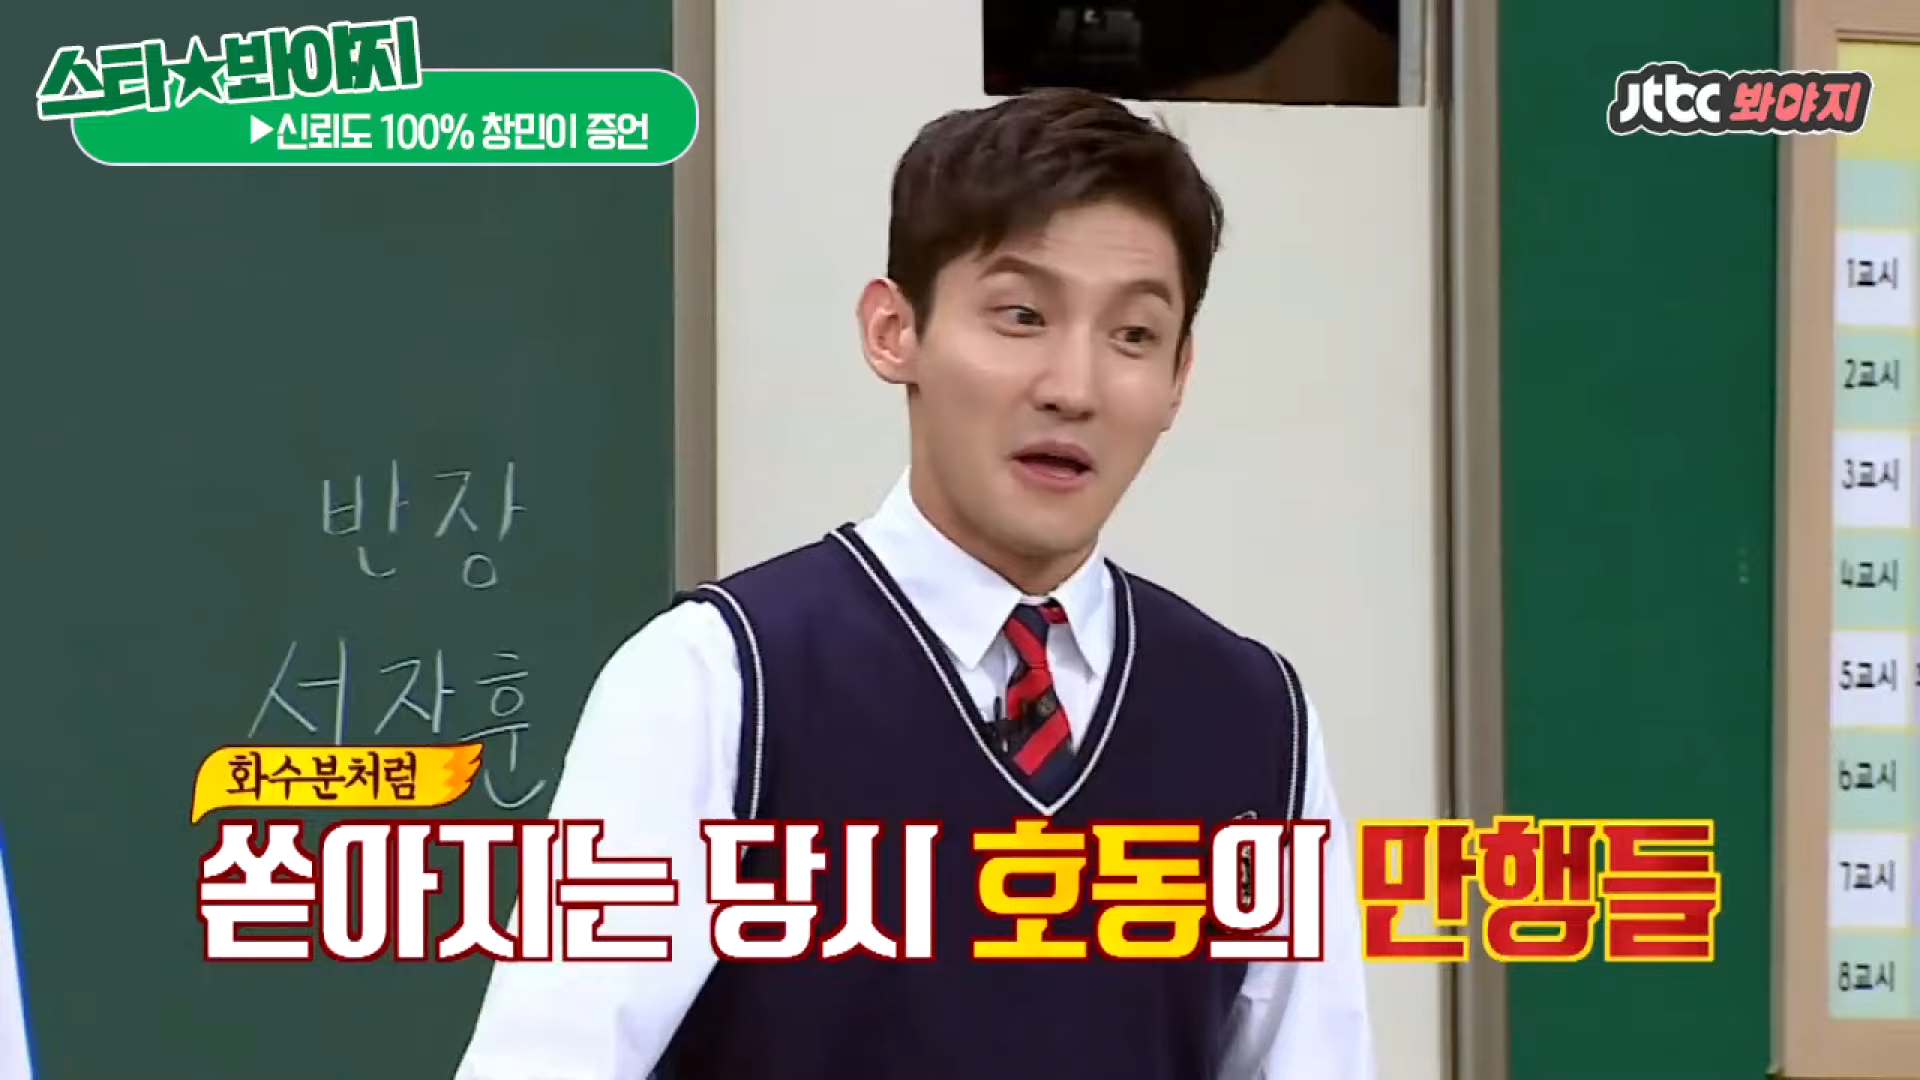 스타★봐야지
▶신뢰도 100% 창민이 증언
jtbc 봐야지
반장
서자훈
화수분처럼
쏟아지는 당시 호동의 만행들
1교시
2교시
3교시
4교시
5교시
6교시
7교시
8교시